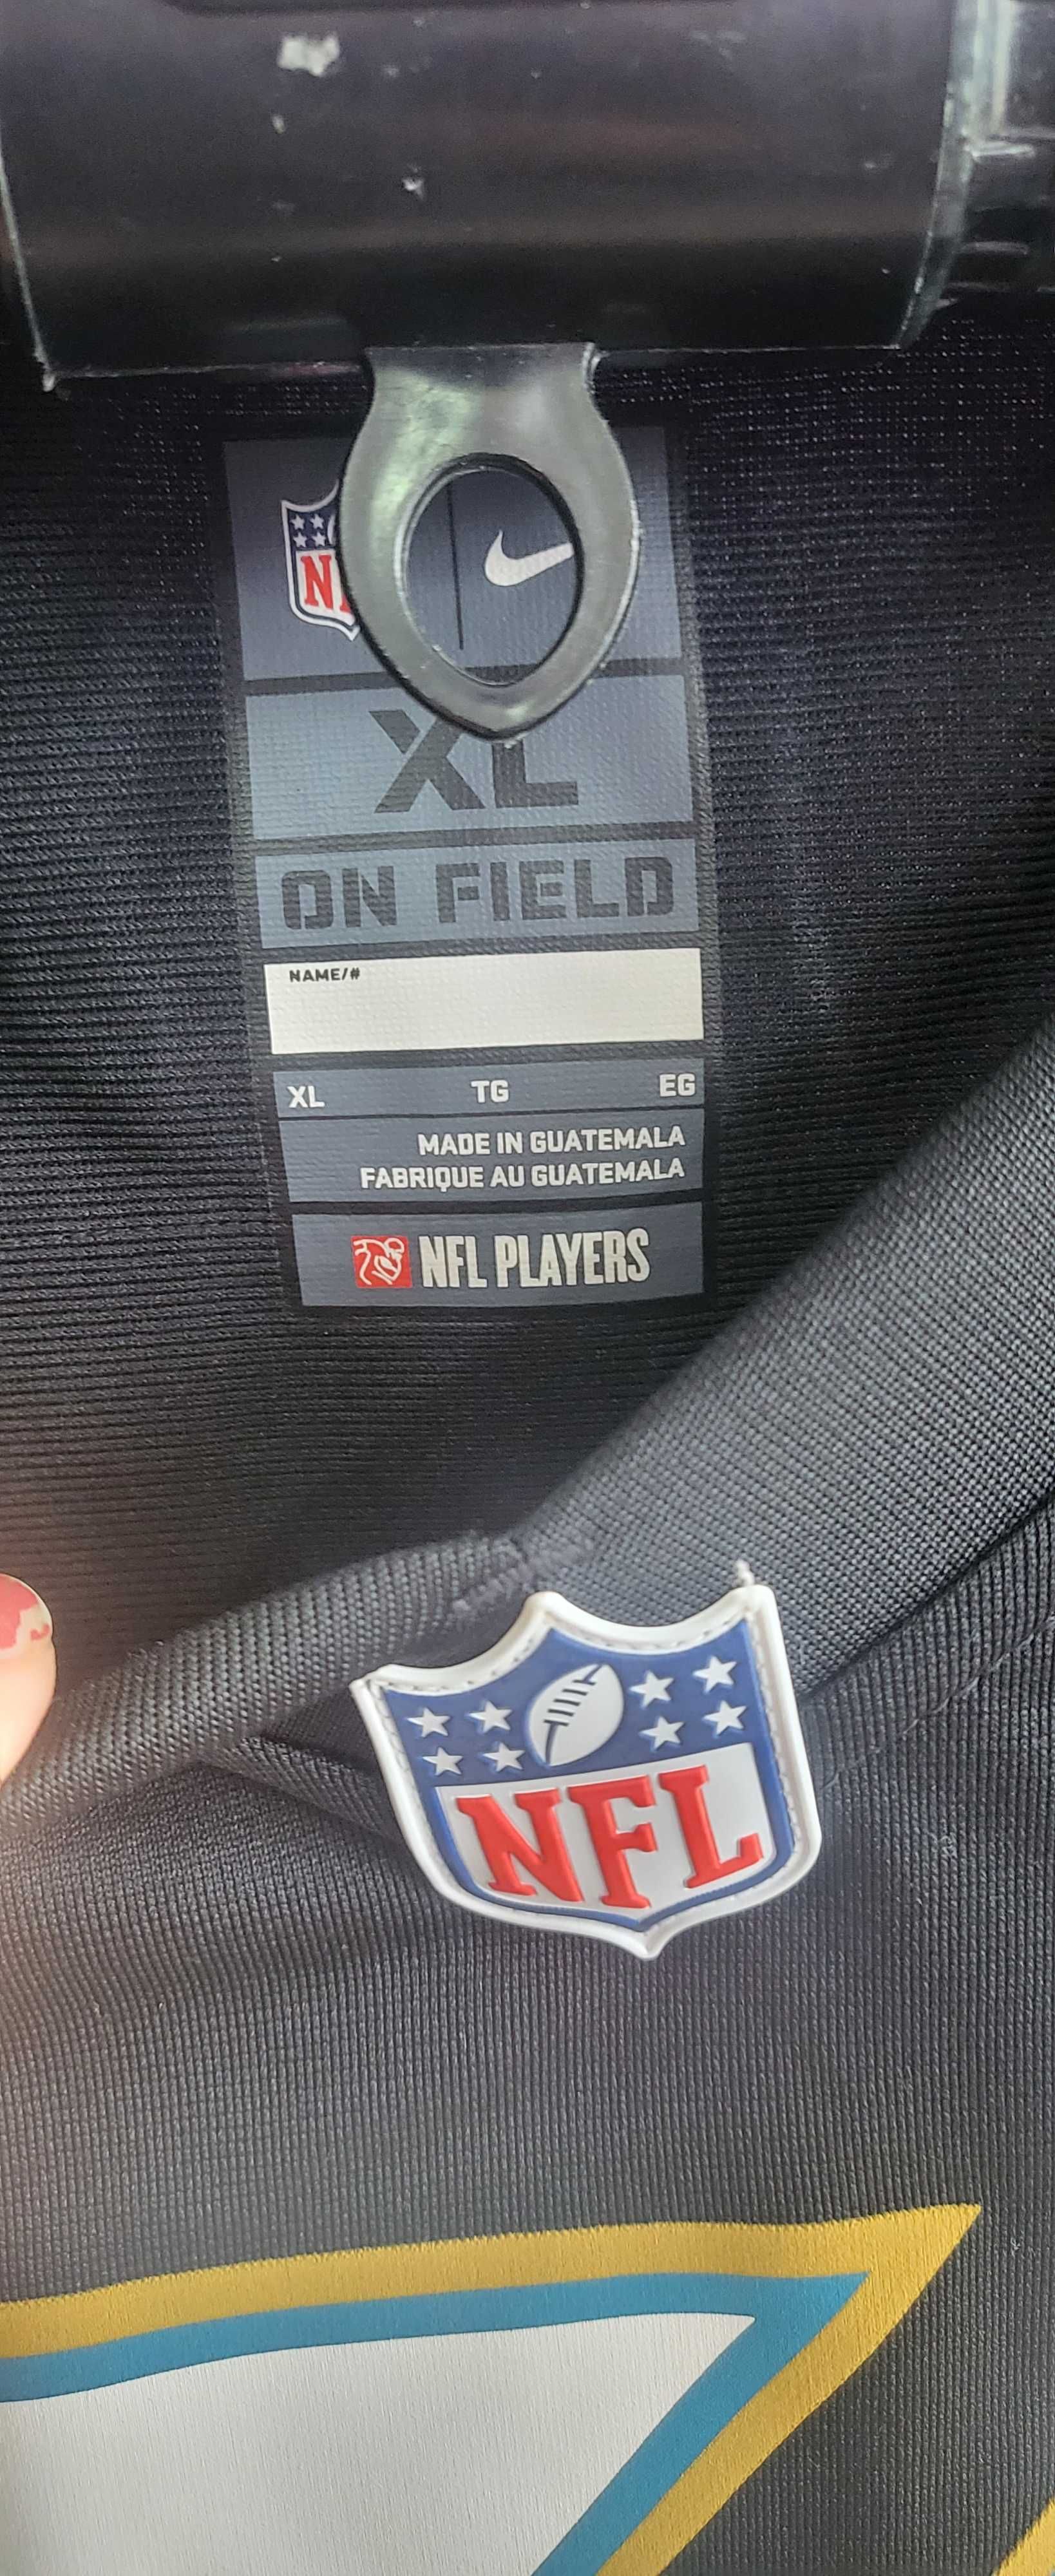 N
XL
ON FIELD
NAME/#
XL TG EG
MADE IN GUATEMALA
FABRIQUE AU GUATEMALA
NFL PLAYERS
NFL